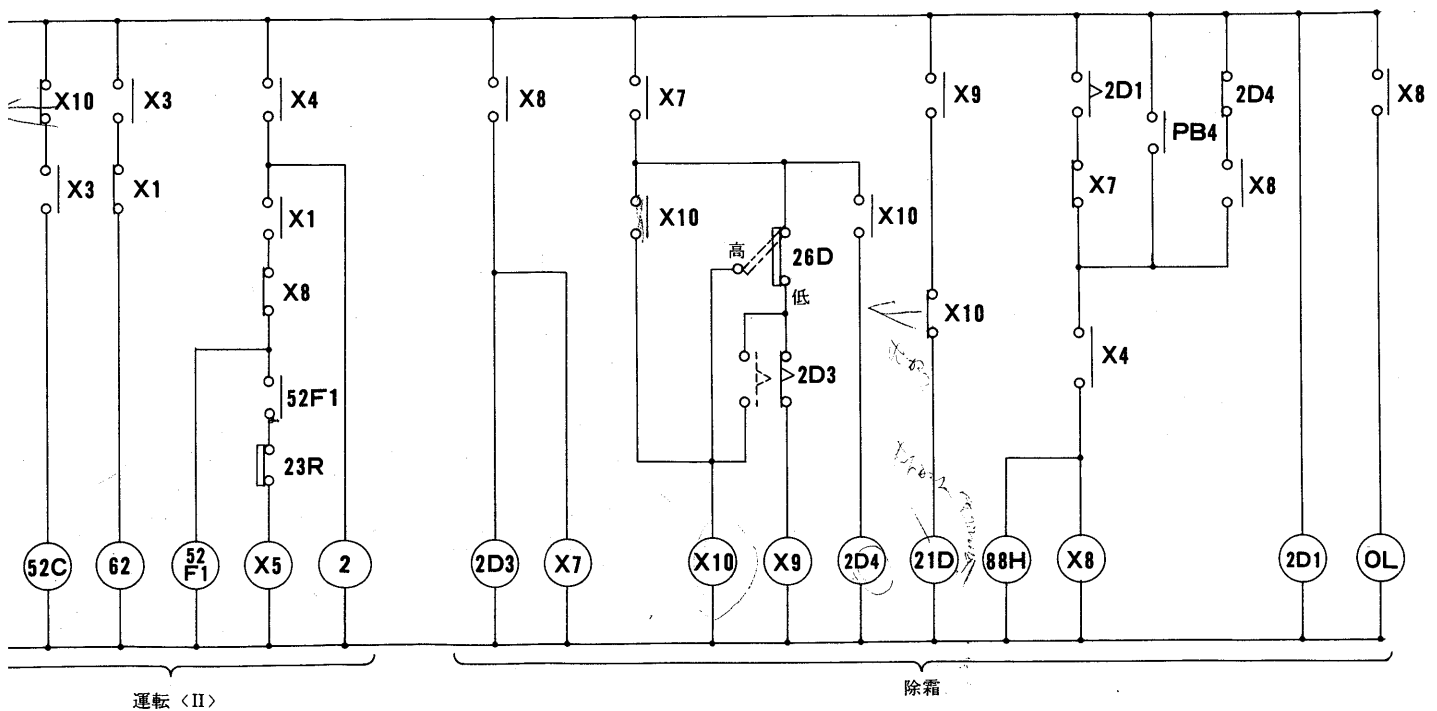 X10
X3
X4
X8
X7
X9
2D1
2D4
X8
PB4
X3
X1
X1
X10
X10
X7
X8
高
26D
X8
低
X10
X4
2D3
52F1
23R
52C
62
52
F1
X5
2
2D3
X7
X10
X9
2D4
21D
88H
X8
2D1
OL
運転〈II〉
除霜